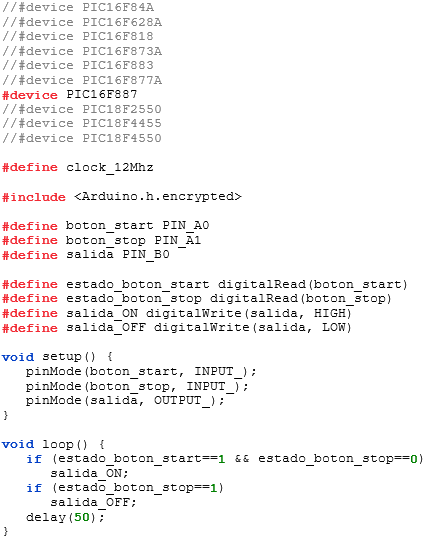 //#device PIC16F84A
//#device PIC16F628A
//#device PIC16F818
//#device PIC16F873A
//#device PIC16F883
//#device PIC16F877A
#device PIC16F887
//#device PIC18F2550
//#device PIC18F4455
//#device PIC18F4550

#define clock_12Mhz

#include <Arduino.h.encrypted>

#define boton_start PIN_A0
#define boton_stop PIN_A1
#define salida PIN_B0

#define estado_boton_start digitalRead(boton_start)
#define estado_boton_stop digitalRead(boton_stop)
#define salida_ON digitalWrite(salida, HIGH)
#define salida_OFF digitalWrite(salida, LOW)

void setup() {
   pinMode(boton_start, INPUT_);
   pinMode(boton_stop, INPUT_);
   pinMode(salida, OUTPUT_);
}

void loop() {
   if (estado_boton_start==1 && estado_boton_stop==0)
      salida_ON;
   if (estado_boton_stop==1)
      salida_OFF;
   delay(50);
}